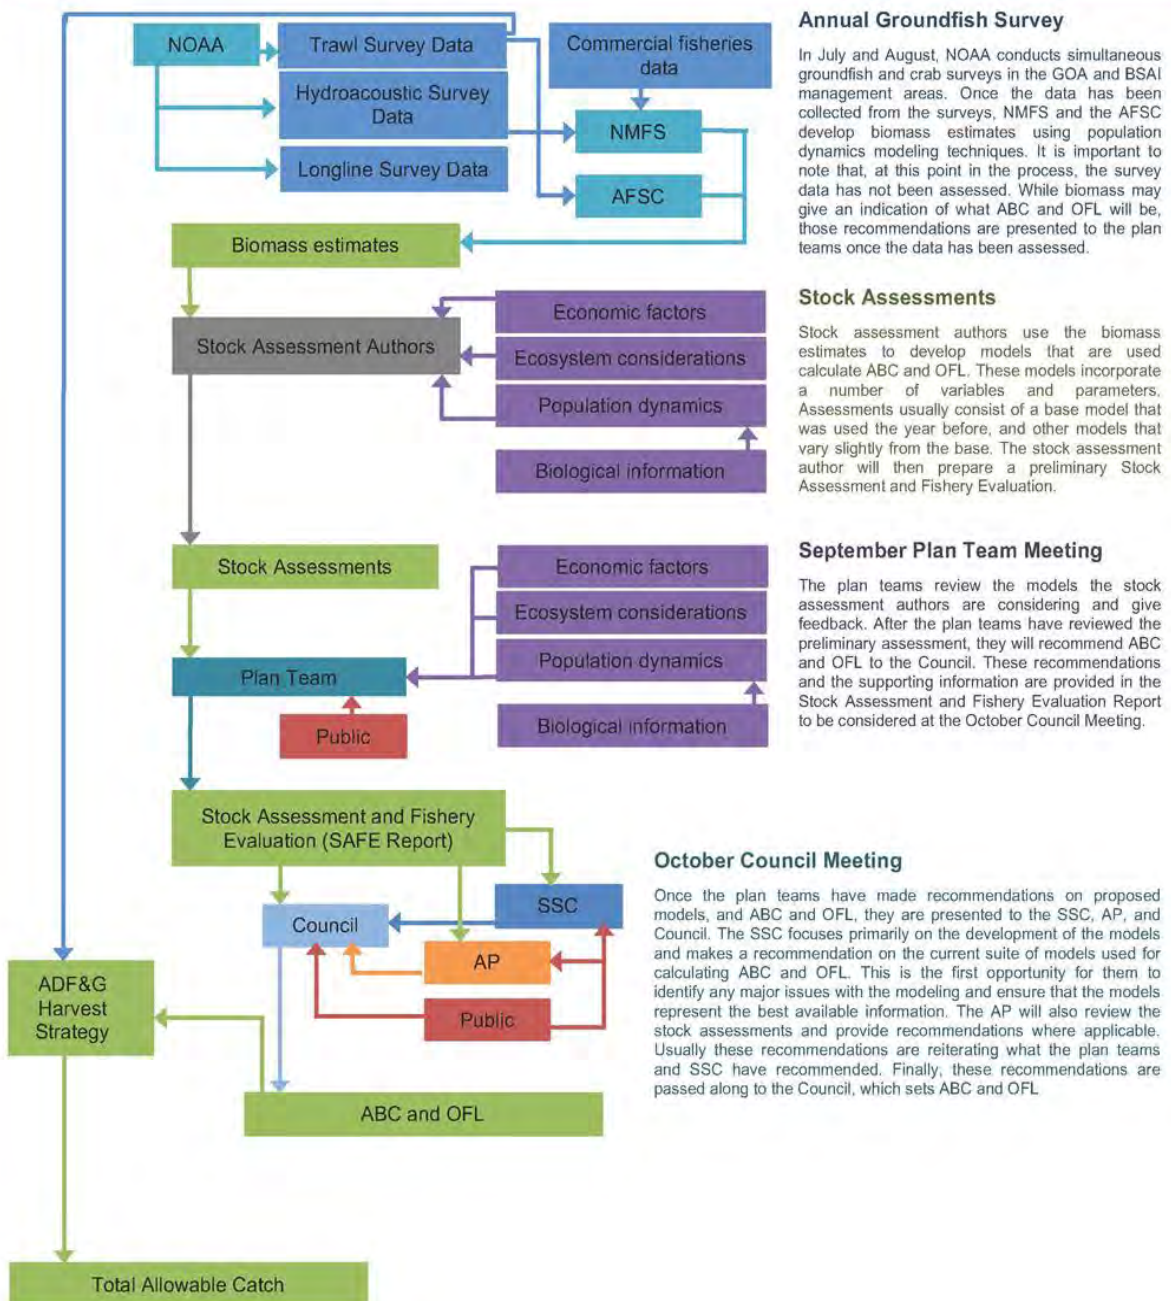 NOAA
Trawl Survey Data
Commercial fisheries
data
Hydroacoustic Survey
Data
NMFS
Longline Survey Data
AFSC
Biomass estimates
Annual Groundfish Survey
In July and August, NOAA conducts simultaneous
groundfish and crab surveys in the GOA and BSAI
management areas. Once the data has been
collected from the surveys, NMFS and the AFSC
develop biomass estimates using population
dynamics modeling techniques. It is important to
note that, at this point in the process, the survey
data has not been assessed. While biomass may
give an indication of what ABC and OFL will be,
those recommendations are presented to the plan
teams once the data has been assessed.
Stock Assessment Authors
Economic factors
Ecosystem considerations
Population dynamics
Biological information
Stock Assessments
Stock assessment authors use the biomass
estimates to develop models that are used
calculate ABC and OFL. These models incorporate
a number of variables and parameters.
Assessments usually consist of a base model that
was used the year before, and other models that
vary slightly from the base. The stock assessment
author will then prepare a preliminary Stock
Assessment and Fishery Evaluation.
Stock Assessments
Economic factors
Ecosystem considerations
Population dynamics
Plan Team
Biological information
Public
September Plan Team Meeting
The plan teams review the models the stock
assessment authors are considering and give
feedback. After the plan teams have reviewed the
preliminary assessment, they will recommend ABC
and OFL to the Council. These recommendations
and the supporting information are provided in the
Stock Assessment and Fishery Evaluation Report
to be considered at the October Council Meeting.
Stock Assessment and Fishery
Evaluation (SAFE Report)
SSC
Council
AP
Public
ADF&G
Harvest
Strategy
ABC and OFL
October Council Meeting
Once the plan teams have made recommendations on proposed
models, and ABC and OFL, they are presented to the SSC, AP, and
Council. The SSC focuses primarily on the development of the models
and makes a recommendation on the current suite of models used for
calculating ABC and OFL. This is the first opportunity for them to
identify any major issues with the modeling and ensure that the models
represent the best available information. The AP will also review the
stock assessments and provide recommendations where applicable.
Usually these recommendations are reiterating what the plan teams
and SSC have recommended. Finally, these recommendations are
passed along to the Council, which sets ABC and OFL
Total Allowable Catch